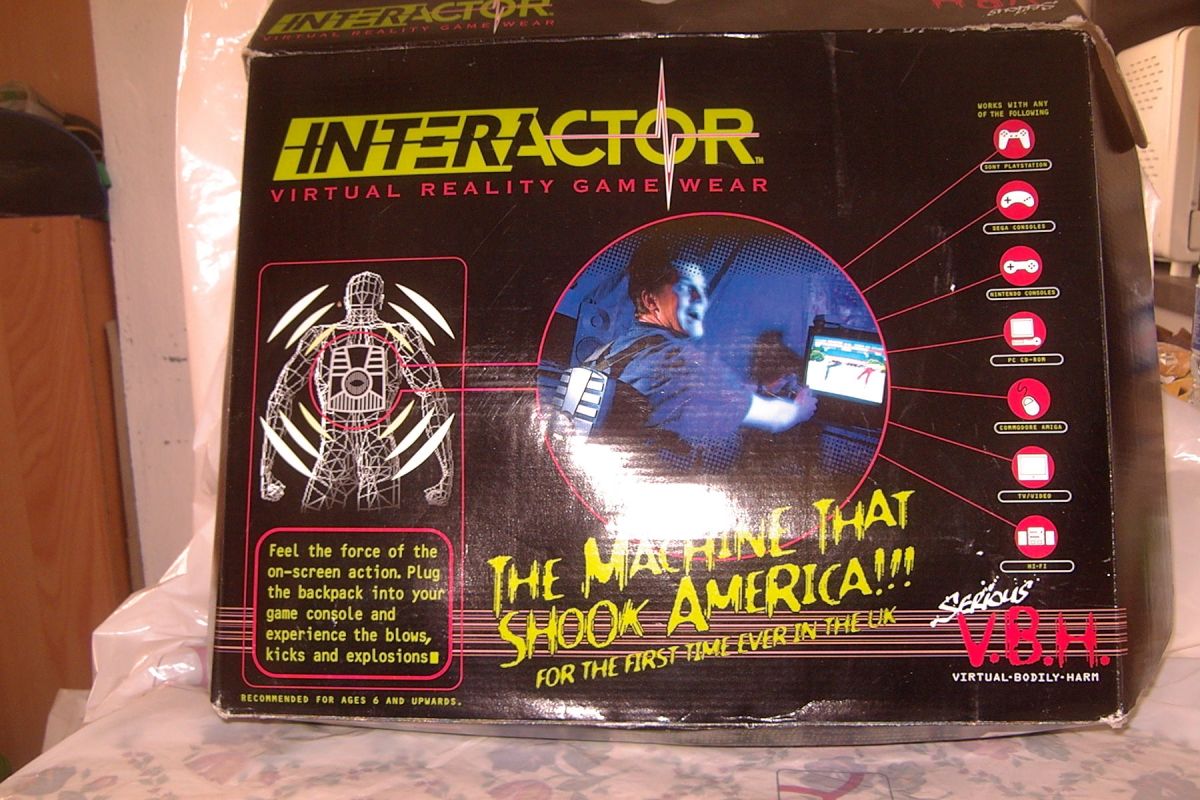 INTERACTOR
VIRTUAL REALITY GAME WEAR
INTERACTOR™
VIRTUAL REALITY GAME WEAR
WORKS WITH ANY
OF THE FOLLOWING
SONY PLAYSTATION
SEGA CONSOLES
NINTENDO CONSOLES
PC CD-ROM
COMMODORE AMIGA
TV/VIDEO
HI-FI
Feel the force of the
on-screen action. Plug
the backpack into your
game console and
experience the blows,
kicks and explosions
RECOMMENDED FOR AGES 6 AND UPWARDS.
THE MACHINE THAT
SHOOK AMERICA!!!
FOR THE FIRST TIME EVER IN THE UK
SERIOUS
V.B.H.
VIRTUAL·BODILY·HARM